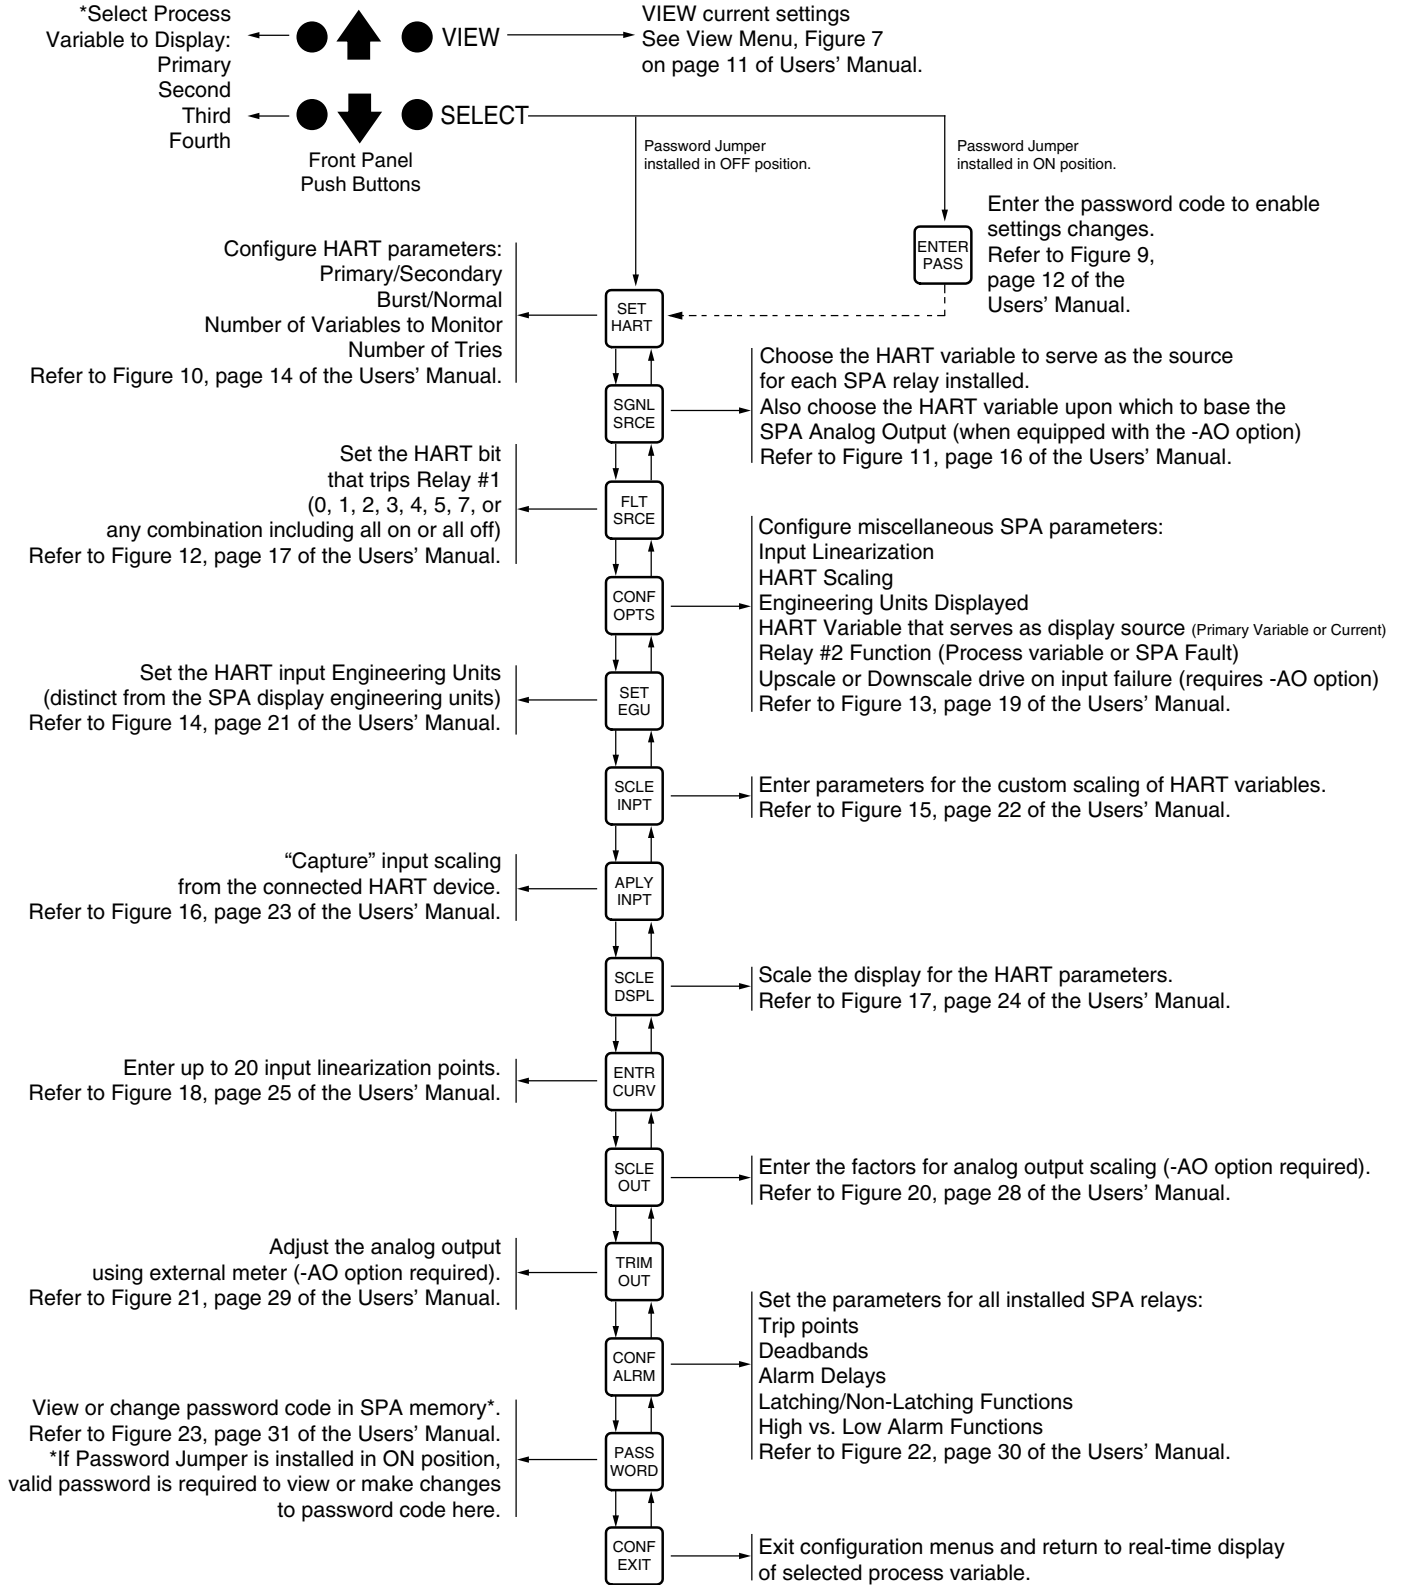 *Select Process
Variable to Display:
Primary
Second
Third
Fourth
VIEW
SELECT
Front Panel
Push Buttons
VIEW current settings
See View Menu, Figure 7
on page 11 of Users’ Manual.
Password Jumper
installed in OFF position.
Password Jumper
installed in ON position.
ENTER
PASS
Enter the password code to enable
settings changes.
Refer to Figure 9,
page 12 of the
Users’ Manual.
Configure HART parameters:
Primary/Secondary
Burst/Normal
Number of Variables to Monitor
Number of Tries
Refer to Figure 10, page 14 of the Users’ Manual.
SET
HART
SGNL
SRCE
Choose the HART variable to serve as the source
for each SPA relay installed.
Also choose the HART variable upon which to base the
SPA Analog Output (when equipped with the -AO option)
Refer to Figure 11, page 16 of the Users’ Manual.
Set the HART bit
that trips Relay #1
(0, 1, 2, 3, 4, 5, 7, or
any combination including all on or all off)
Refer to Figure 12, page 17 of the Users’ Manual.
FLT
SRCE
CONF
OPTS
Configure miscellaneous SPA parameters:
Input Linearization
HART Scaling
Engineering Units Displayed
HART Variable that serves as display source (Primary Variable or Current)
Relay #2 Function (Process variable or SPA Fault)
Upscale or Downscale drive on input failure (requires -AO option)
Refer to Figure 13, page 19 of the Users’ Manual.
Set the HART input Engineering Units
(distinct from the SPA display engineering units)
Refer to Figure 14, page 21 of the Users’ Manual.
SET
EGU
SCLE
INPT
Enter parameters for the custom scaling of HART variables.
Refer to Figure 15, page 22 of the Users’ Manual.
“Capture” input scaling
from the connected HART device.
Refer to Figure 16, page 23 of the Users’ Manual.
APLY
INPT
SCLE
DSPL
Scale the display for the HART parameters.
Refer to Figure 17, page 24 of the Users’ Manual.
Enter up to 20 input linearization points.
Refer to Figure 18, page 25 of the Users’ Manual.
ENTR
CURV
SCLE
OUT
Enter the factors for analog output scaling (-AO option required).
Refer to Figure 20, page 28 of the Users’ Manual.
Adjust the analog output
using external meter (-AO option required).
Refer to Figure 21, page 29 of the Users’ Manual.
TRIM
OUT
CONF
ALRM
Set the parameters for all installed SPA relays:
Trip points
Deadbands
Alarm Delays
Latching/Non-Latching Functions
High vs. Low Alarm Functions
Refer to Figure 22, page 30 of the Users’ Manual.
View or change password code in SPA memory*.
Refer to Figure 23, page 31 of the Users’ Manual.
*If Password Jumper is installed in ON position,
valid password is required to view or make changes
to password code here.
PASS
WORD
CONF
EXIT
Exit configuration menus and return to real-time display
of selected process variable.